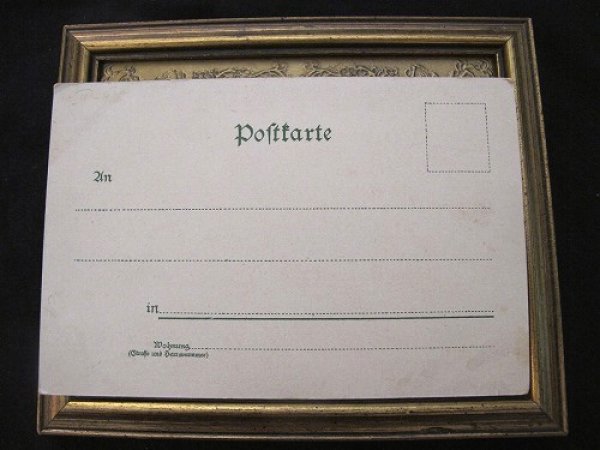 Poſtkarte
An
in
Wohnung
(Straße und Hausnummer)